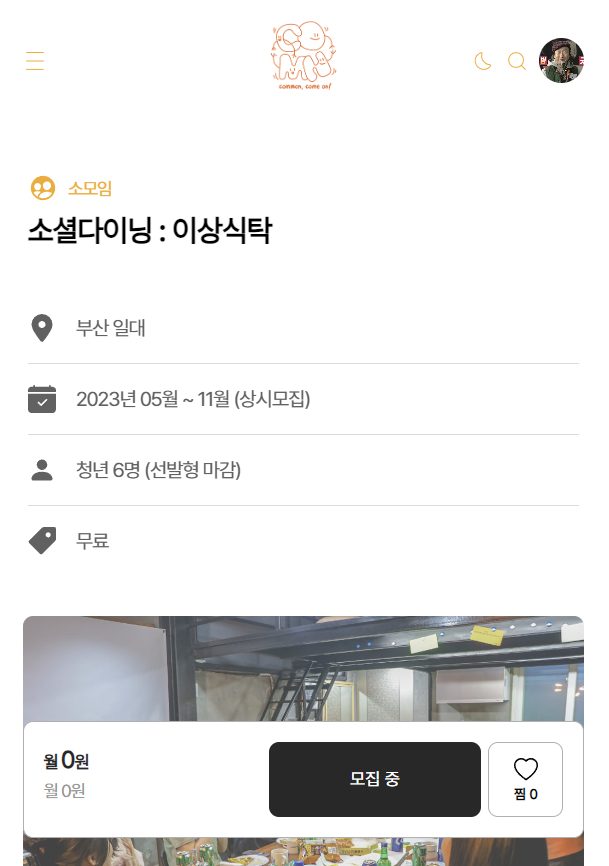 COMN
common, come on!
소모임
소셜다이닝 : 이상식탁
부산 일대
2023년 05월 ~ 11월 (상시모집)
청년 6명 (선발형 마감)
무료
월 0원
월 0원
모집 중
찜 0